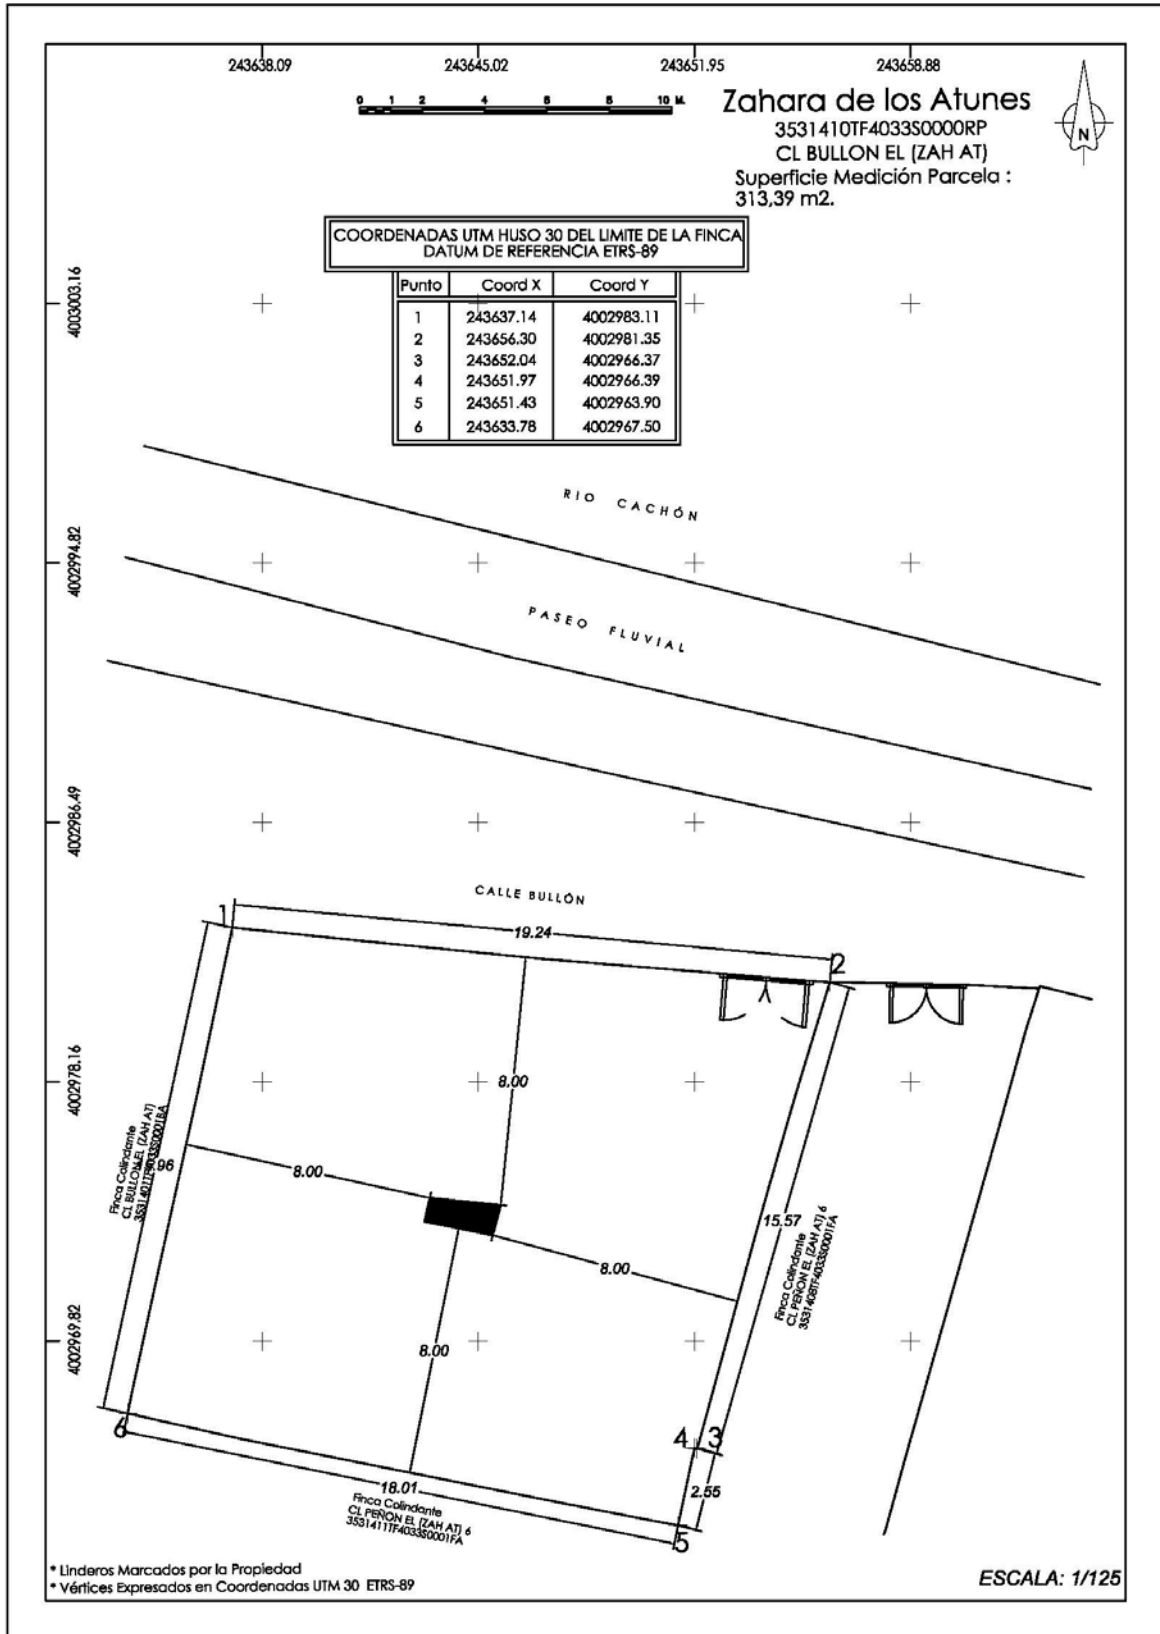 243638.09 243645.02 243651.95 243658.88
0 1 2 4 6 8 10 M.
Zahara de los Atunes
3531410TF4033S0000RP
CL BULLON EL (ZAH AT)
Superficie Medición Parcela :
313,39 m2.
N
COORDENADAS UTM HUSO 30 DEL LIMITE DE LA FINCA
DATUM DE REFERENCIA ETRS-89
Punto Coord X Coord Y
1 243637.14 4002983.11
2 243656.30 4002981.35
3 243652.04 4002966.37
4 243651.97 4002966.39
5 243651.43 4002963.90
6 243633.78 4002967.50
4003003.16
RIO CACHÓN
4002994.82
PASEO FLUVIAL
4002986.49
CALLE BULLÓN
1
19.24
2
4002978.16
8.00
Finca Colindante
CL BULLON EL (ZAH AT)
.96
8.00
8.00
15.57
Finca Colindante
CL PEÑON EL (ZAH AT) 6
3531408TF4033S0001FA
4002969.82
8.00
6
4 3
2.55
18.01
5
Finca Colindante
CL PEÑON EL (ZAH AT) 6
3531411TF4033S0001FA
* Linderos Marcados por la Propiedad
* Vértices Expresados en Coordenadas UTM 30 ETRS-89
ESCALA: 1/125